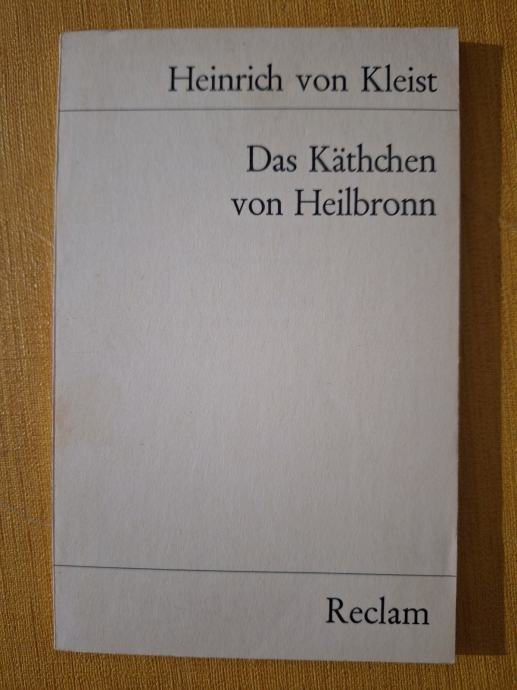 Heinrich von Kleist
Das Käthchen
von Heilbronn
Reclam